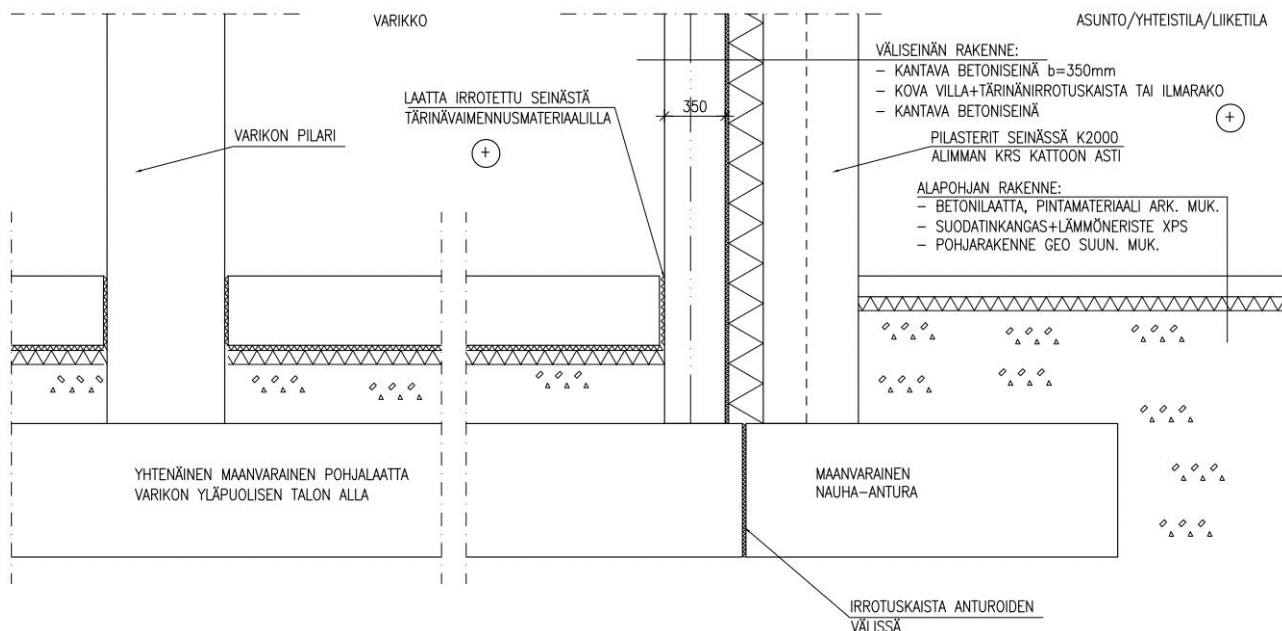 VARIKKO
ASUNTO/YHTEISTILA/LIIKETILA
VÄLISEINÄN RAKENNE:
– KANTAVA BETONISEINÄ b=350mm
– KOVA VILLA+TÄRINÄNIRROTUSKAISTA TAI ILMARAKO
– KANTAVA BETONISEINÄ
LAATTA IRROTETTU SEINÄSTÄ
TÄRINÄVAIMENNUSMATERIAALILLA
350
VARIKON PILARI
+
+
PILASTERIT SEINÄSSÄ K2000
ALIMMAN KRS KATTOON ASTI
ALAPOHJAN RAKENNE:
– BETONILAATTA, PINTAMATERIAALI ARK. MUK.
– SUODATINKANGAS+LÄMMÖNERISTE XPS
– POHJARAKENNE GEO SUUN. MUK.
YHTENÄINEN MAANVARAINEN POHJALAATTA
VARIKON YLÄPUOLISEN TALON ALLA
MAANVARAINEN
NAUHA–ANTURA
IRROTUSKAISTA ANTUROIDEN
VÄLISSÄ